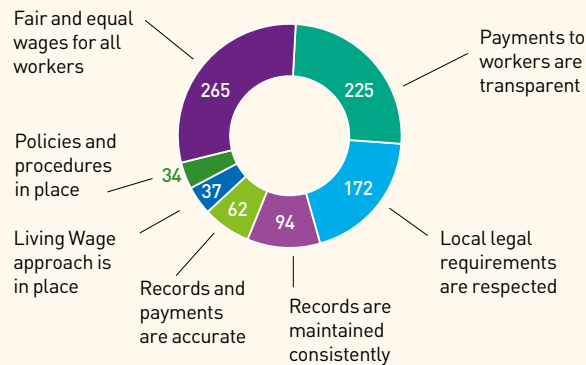 Fair and equal
wages for all
workers
265
225
Payments to
workers are
transparent
Policies and
procedures
in place
34
37
62
94
172
Living Wage
approach is
in place
Records and
payments
are accurate
Records are
maintained
consistently
Local legal
requirements
are respected